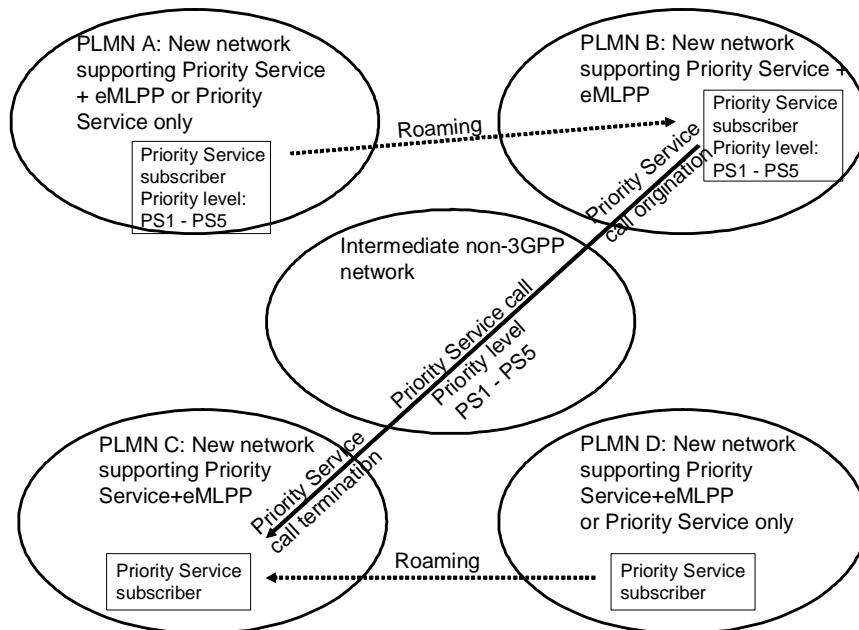 PLMN A: New network
supporting Priority Service
+ eMLPP or Priority
Service only
Priority Service
subscriber
Priority level:
PS1 - PS5
Roaming
PLMN B: New network
supporting Priority Service +
eMLPP
Priority Service
subscriber
Priority level:
PS1 - PS5
Priority Service
call origination
Intermediate non-3GPP
network
Priority Service call
Priority level
PS1 - PS5
Priority Service
call termination
PLMN C: New network
supporting Priority
Service+eMLPP
Priority Service
subscriber
Roaming
PLMN D: New network
supporting Priority
Service+eMLPP
or Priority Service only
Priority Service
subscriber